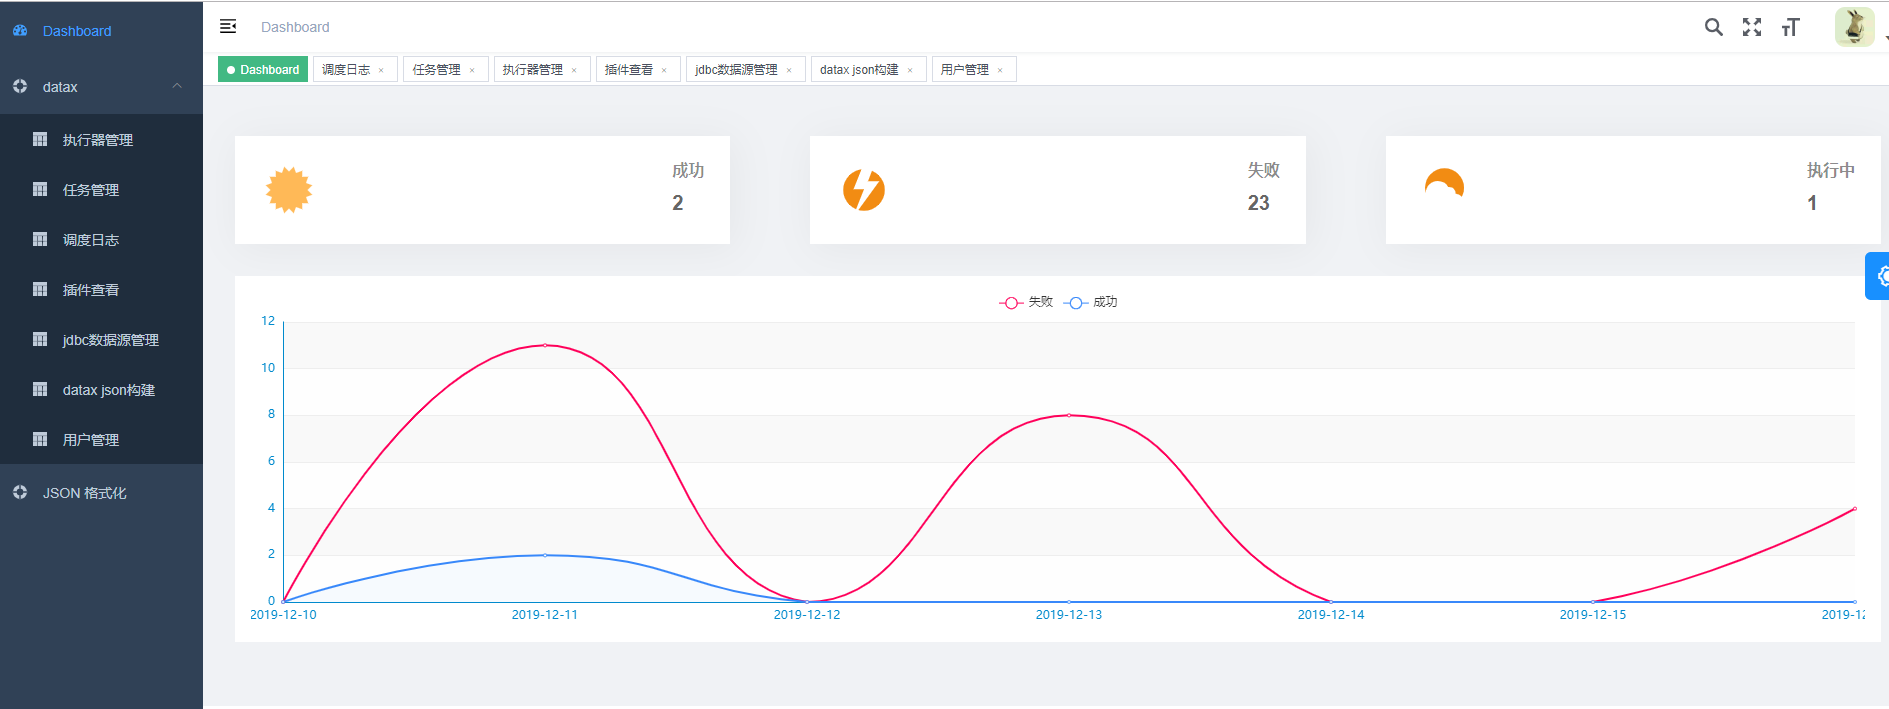 Dashboard
datax
执行器管理
任务管理
调度日志
插件查看
jdbc数据源管理
datax json构建
用户管理
JSON 格式化
Dashboard
Dashboard 调度日志 × 任务管理 × 执行器管理 × 插件查看 × jdbc数据源管理 × datax json构建 × 用户管理 ×
成功
2
失败
23
执行中
1
失败 成功
12
10
8
6
4
2
0
2019-12-10 2019-12-11 2019-12-12 2019-12-13 2019-12-14 2019-12-15 2019-12-